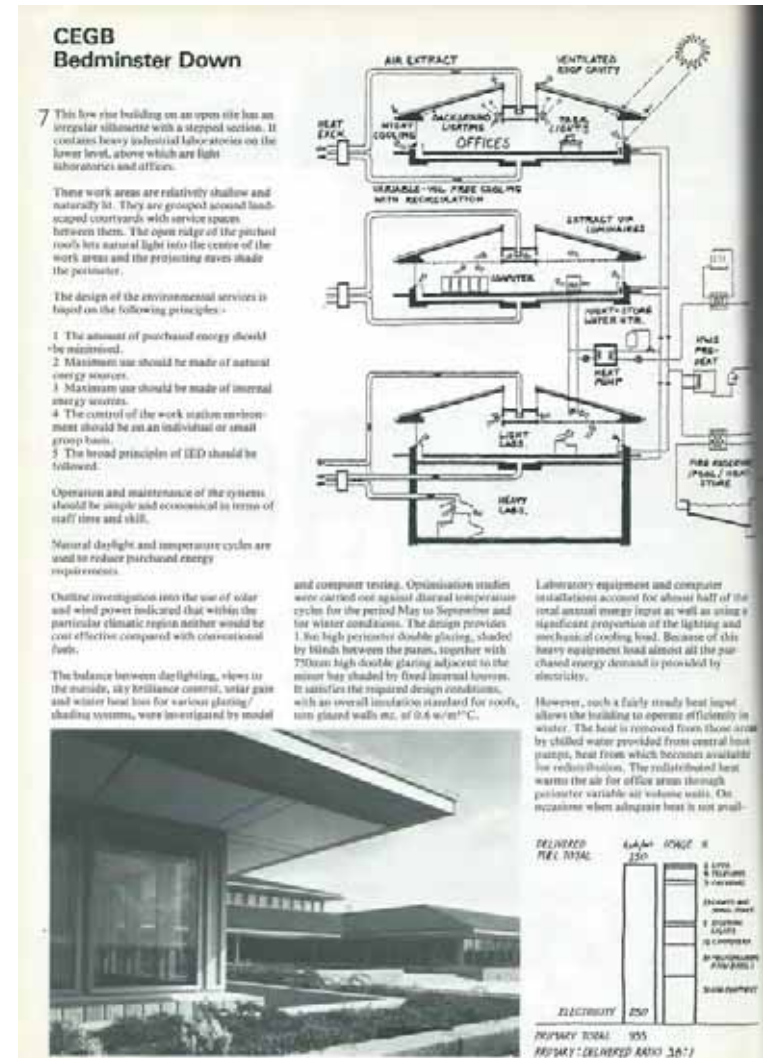 CEGB
Bedminster Down
7 This low rise building on an open site has an
irregular silhouette with a stepped section. It
contains heavy industrial laboratories on the
lower level, above which are light
laboratories and offices.
These work areas are relatively shallow and
naturally lit. They are grouped around land-
scaped courtyards with service spaces
between them. The open ridge of the pitched
roofs lets natural light into the centre of the
work areas and the projecting eaves shade
the perimeter.
The design of the environmental services is
based on the following principles:-
1 The amount of purchased energy should
be minimised.
2 Maximum use should be made of natural
energy sources.
3 Maximum use should be made of internal
energy sources.
4 The control of the work station environ-
ment should be on an individual or small
group basis.
5 The broad principles of IED should be
followed.
Operation and maintenance of the systems
should be simple and economical in terms of
staff time and skill.
Natural daylight and temperature cycles are
used to reduce purchased energy
requirements.
Outline investigation into the use of solar
and wind power indicated that within the
particular climatic region neither would be
cost effective compared with conventional
fuels.
The balance between daylighting, views to
the outside, sky brilliance control, solar gain
and winter heat loss for various glazing/
shading systems, were investigated by model
and computer testing. Optimisation studies
were carried out against diurnal temperature
cycles for the period May to September and
for winter conditions. The design provides
1.8m high perimeter double glazing, shaded
by blinds between the panes, together with
750mm high double glazing adjacent to the
mirror bay shaded by fixed internal louvres.
It satisfies the required design conditions,
with an overall insulation standard for roofs,
glazed walls etc. of 0.6 w/m²°C.
Laboratory equipment and computer
installations account for almost half of the
total annual energy input as well as using a
significant proportion of the lighting and
mechanical cooling load. Because of this
heavy equipment load almost all the pur-
chased energy demand is provided by
electricity.
However, such a fairly steady heat input
allows the building to operate efficiently in
winter. The heat is removed from those areas
by chilled water provided from central heat
pumps, heat from which becomes available
for redistribution. The redistributed heat
warms the air for office areas through
perimeter variable air volume units. On
occasions when adequate heat is not avail-
AIR EXTRACT
VENTILATED
ROOF CAVITY
HEAT
EXCH.
NIGHT
COOLING
BACKGROUND
LIGHTING
TASK
LIGHTS
OFFICES
VARIABLE-VOL FREE COOLING
WITH RECIRCULATION
EXTRACT VIA
LUMINAIRES
COMPUTER
NIGHT-STORE
WATER HTR.
HEAT
PUMP
HWS
PRE-
HEAT
LIGHT
LABS.
HEAVY
LABS.
FIRE RESERVE
/POOL/HEAT
STORE
DELIVERED
FUEL TOTAL
250
USAGE %
ELECTRICITY 250
PRIMARY TOTAL 955
PRIMARY:DELIVERED RATIO